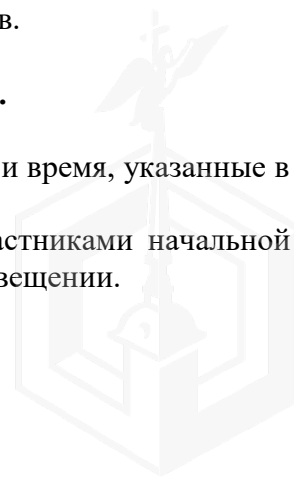 в.
.
и время, указанные в
астниками начальной
вещении.